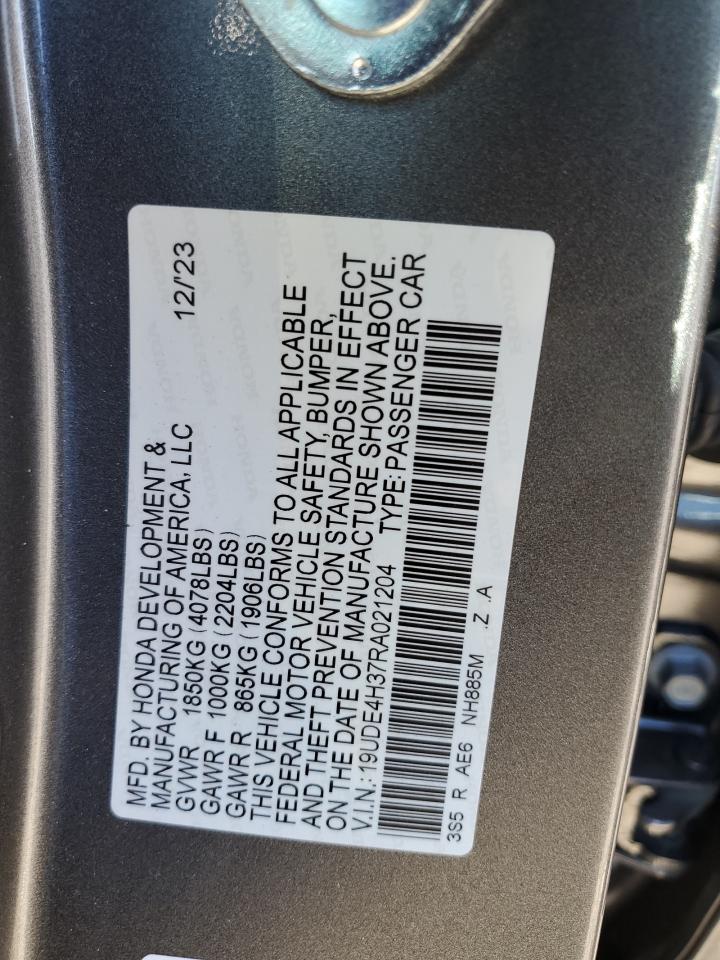 MFD. BY HONDA DEVELOPMENT &
MANUFACTURING OF AMERICA, LLC 12/'23
GVWR 1850KG (4078LBS)
GAWR F 1000KG (2204LBS)
GAWR R 865KG (1906LBS)
THIS VEHICLE CONFORMS TO ALL APPLICABLE
FEDERAL MOTOR VEHICLE SAFETY, BUMPER,
AND THEFT PREVENTION STANDARDS IN EFFECT
ON THE DATE OF MANUFACTURE SHOWN ABOVE.
V.I.N.: 19UDE4H37RA021204 TYPE: PASSENGER CAR
3S5 R AE6 NH885M .Z .A